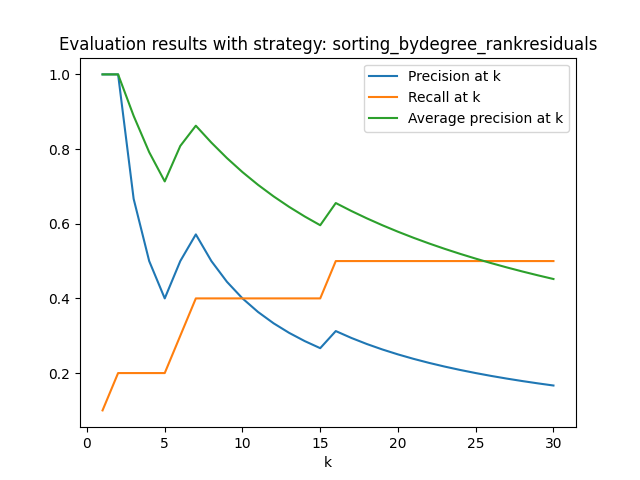 Evaluation results with strategy: sorting_bydegree_rankresiduals
Precision at k
Recall at k
Average precision at k
1.0
0.8
0.6
0.4
0.2
0 5 10 15 20 25 30
k